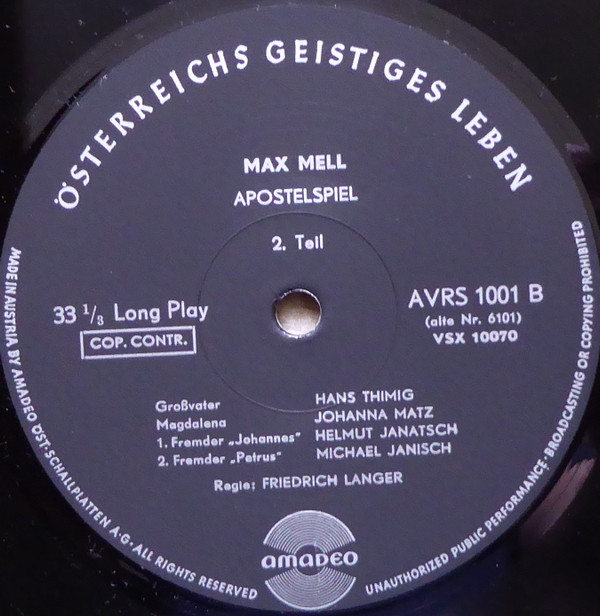 ÖSTERREICHS GEISTIGES LEBEN
MAX MELL
APOSTELSPIEL
2. Teil
33 1/3 Long Play
COP. CONTR.
AVRS 1001 B
(alte Nr. 6101)
VSX 10070
Großvater HANS THIMIG
Magdalena JOHANNA MATZ
1. Fremder „Johannes" HELMUT JANATSCH
2. Fremder „Petrus" MICHAEL JANISCH
Regie: FRIEDRICH LANGER
amadeo
MADE IN AUSTRIA BY AMADEO ÖST. SCHALLPLATTEN A·G·ALL RIGHTS RESERVED
UNAUTHORIZED PUBLIC PERFORMANCE·BROADCASTING OR COPYING PROHIBITED